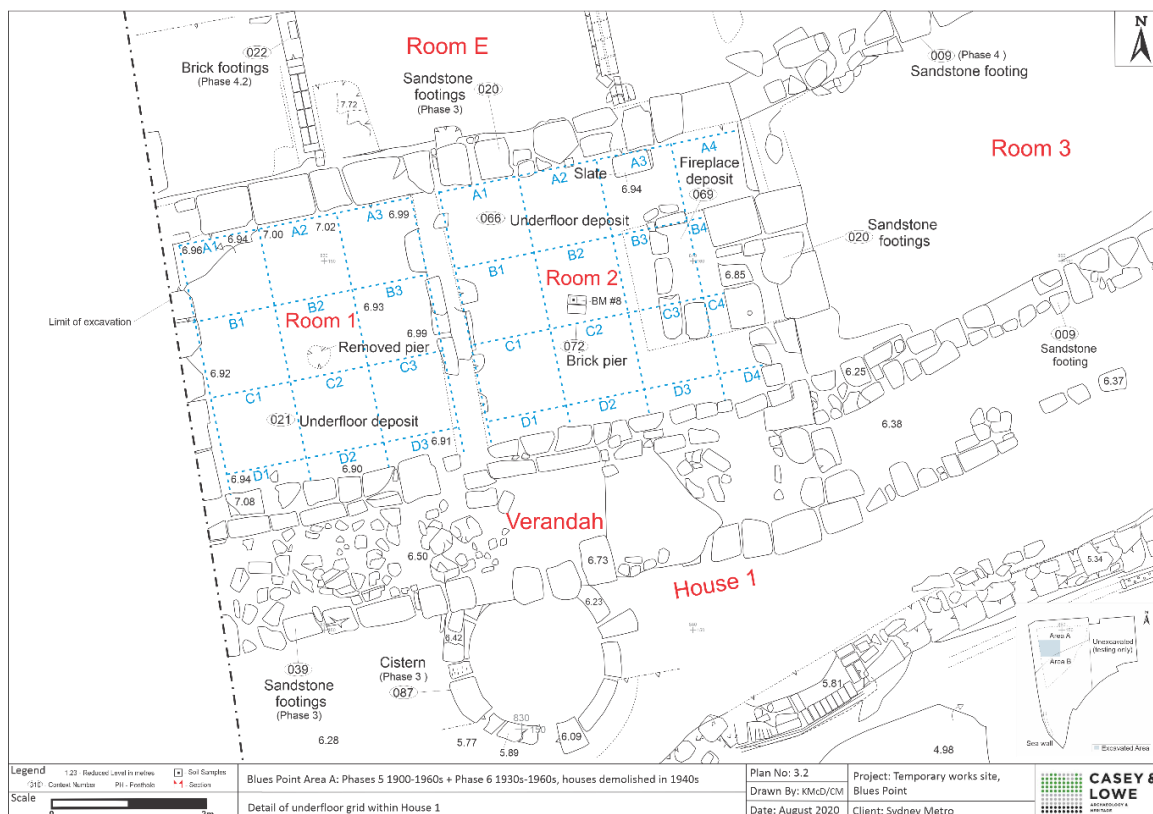 N
022
Brick footings
(Phase 4.2)
Room E
Sandstone
footings
(Phase 3)
020
009
(Phase 4 )
Sandstone footing
7.72
Room 3
A4
A3
Fireplace
deposit
069
A2
Slate
6.94
A1
066
Underfloor deposit
Sandstone
footings
020
A3
6.99
A2
7.02
7.00
6.94
A1
6.96
B4
B3
B2
B1
Room 2
6.85
BM #8
B3
B2
6.93
B1
Limit of excavation
Room 1
6.99
Removed pier
C4
C3
C2
C1
072
Brick pier
009
Sandstone
footing
C3
C2
C1
6.92
6.25
6.37
D4
D3
D2
D1
6.38
021
Underfloor deposit
6.91
D3
D2
6.90
D1
6.94
7.08
Verandah
6.50
6.73
House 1
5.34
6.23
6.42
039
Sandstone
footings
(Phase 3)
Cistern
(Phase 3 )
087
5.81
830
150
6.28
5.77
5.89
6.09
4.98
N
Area A
Area B
Unexcavated
(testing only)
Sea wall
Excavated Area
Legend
1.23 - Reduced Level in metres
Soil Samples
Context Number
PH - Posthole
Section
Scale
0
2m
Blues Point Area A: Phases 5 1900-1960s + Phase 6 1930s-1960s, houses demolished in 1940s
Detail of underfloor grid within House 1
Plan No: 3.2
Drawn By: KMcD/CM
Date: August 2020
Project: Temporary works site,
Blues Point
Client: Sydney Metro
CASEY &
LOWE
ARCHAEOLOGY &
HERITAGE